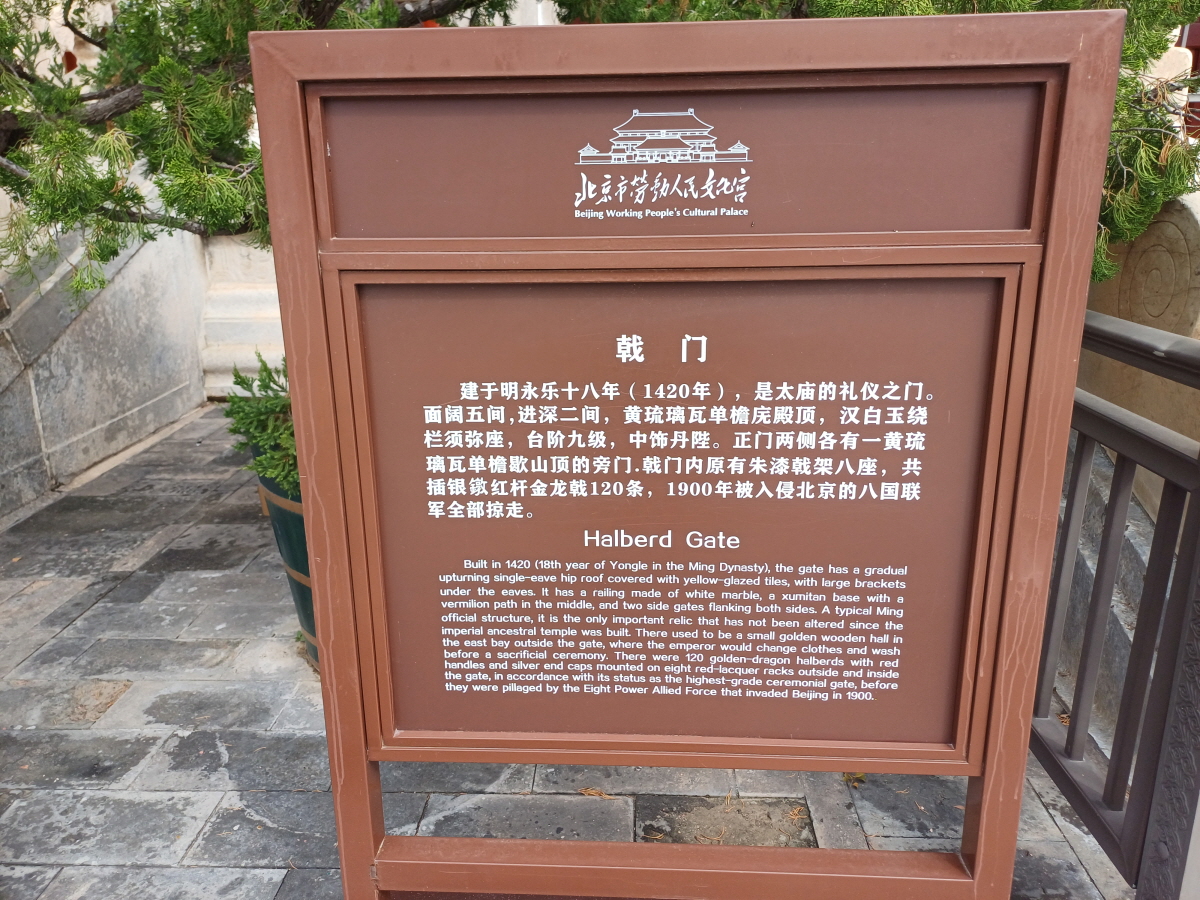 北京市劳动人民文化宫
Beijing Working People's Cultural Palace
戟 门
建于明永乐十八年（1420年），是太庙的礼仪之门。
面阔五间,进深二间，黄琉璃瓦单檐庑殿顶，汉白玉绕
栏须弥座，台阶九级，中饰丹陛。正门两侧各有一黄琉
璃瓦单檐歇山顶的旁门.戟门内原有朱漆戟架八座，共
插银镦红杆金龙戟120条，1900年被入侵北京的八国联
军全部掠走。
Halberd Gate
Built in 1420 (18th year of Yongle in the Ming Dynasty), the gate has a gradual
upturning single-eave hip roof covered with yellow-glazed tiles, with large brackets
under the eaves. It has a railing made of white marble, a xumitan base with a
vermilion path in the middle, and two side gates flanking both sides. A typical Ming
official structure, it is the only important relic that has not been altered since the
imperial ancestral temple was built. There used to be a small golden wooden hall in
the east bay outside the gate, where the emperor would change clothes and wash
before a sacrificial ceremony. There were 120 golden-dragon halberds with red
handles and silver end caps mounted on eight red-lacquer racks outside and inside
the gate, in accordance with its status as the highest-grade ceremonial gate, before
they were pillaged by the Eight Power Allied Force that invaded Beijing in 1900.